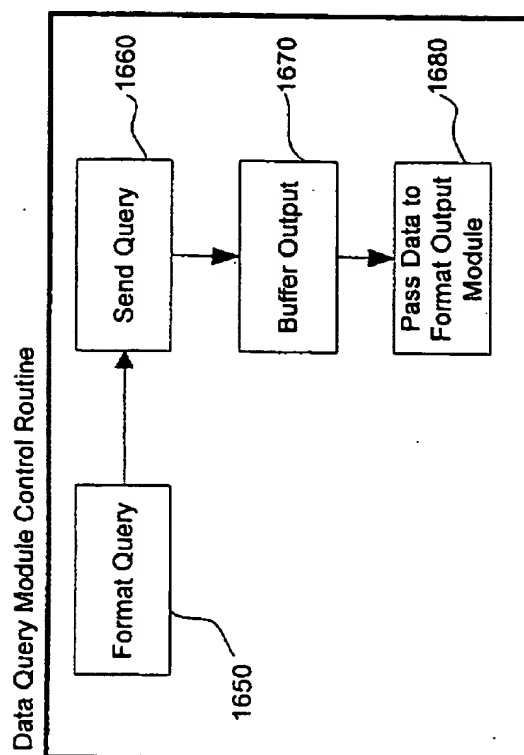 Data Query Module Control Routine
Format Query
1650
Send Query
1660
Buffer Output
1670
Pass Data to
Format Output
Module
1680